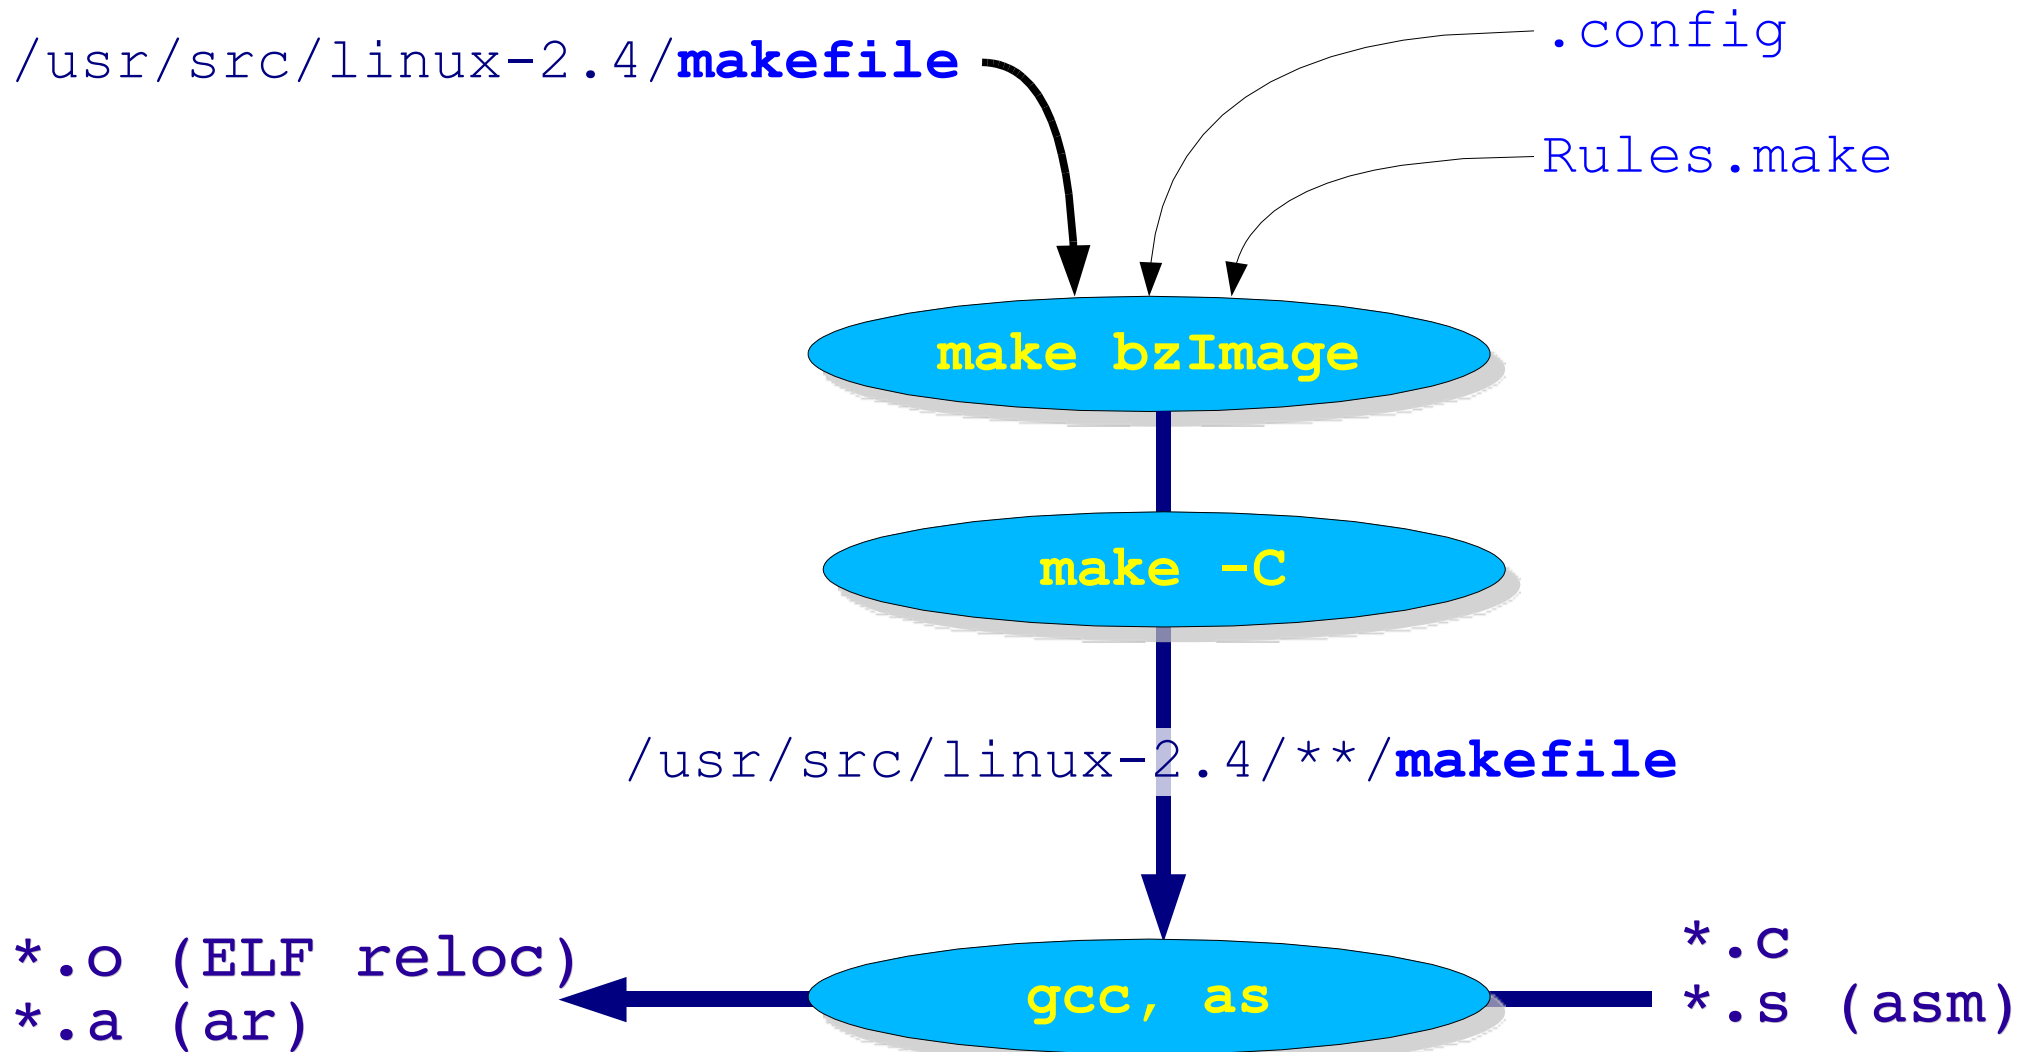 .config
/usr/src/linux-2.4/makefile
Rules.make
make bzImage
make -C
/usr/src/linux-2.4/**/makefile
*.c
*.o (ELF reloc)
gcc, as
*.s (asm)
*.a (ar)